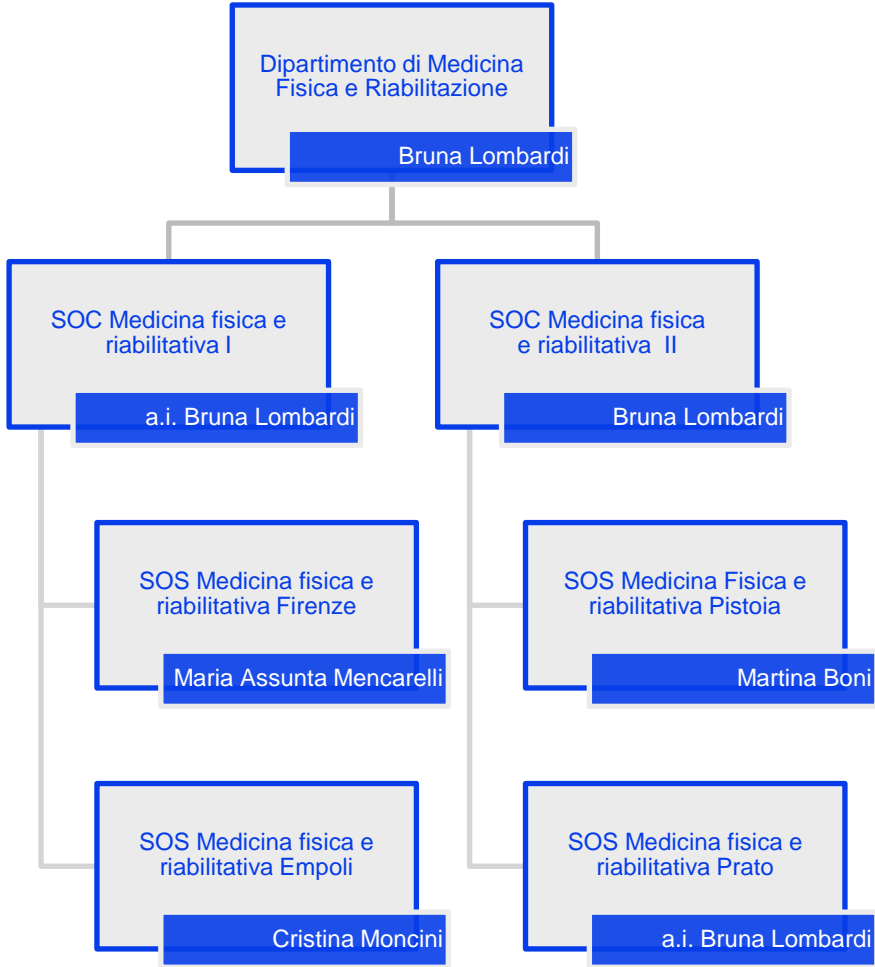 Dipartimento di Medicina
Fisica e Riabilitazione
Bruna Lombardi
SOC Medicina fisica e
riabilitativa I
a.i. Bruna Lombardi
SOC Medicina fisica
e riabilitativa II
Bruna Lombardi
SOS Medicina fisica e
riabilitativa Firenze
Maria Assunta Mencarelli
SOS Medicina Fisica e
riabilitativa Pistoia
Martina Boni
SOS Medicina fisica e
riabilitativa Empoli
Cristina Moncini
SOS Medicina fisica e
riabilitativa Prato
a.i. Bruna Lombardi